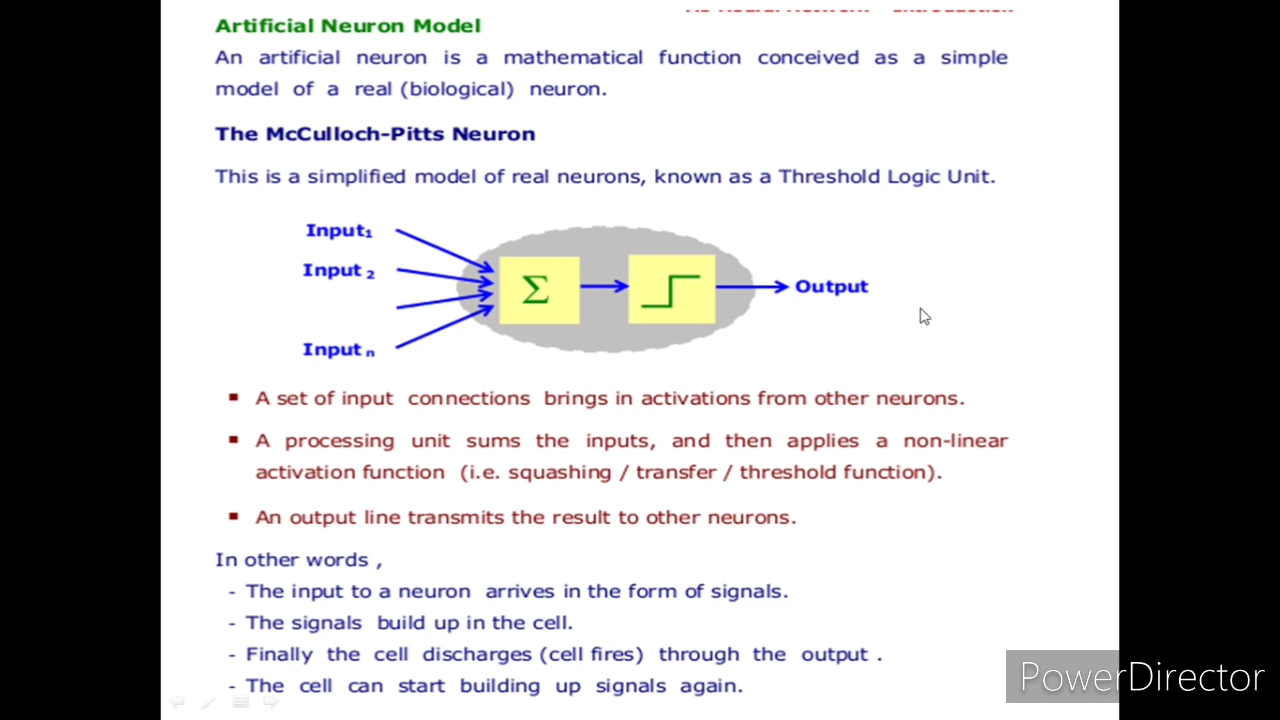 Artificial Neuron Model
An artificial neuron is a mathematical function conceived as a simple
model of a real (biological) neuron.
The McCulloch-Pitts Neuron
This is a simplified model of real neurons, known as a Threshold Logic Unit.
Input1
Input 2
Σ
Output
Input n
▪ A set of input connections brings in activations from other neurons.
▪ A processing unit sums the inputs, and then applies a non-linear
activation function (i.e. squashing / transfer / threshold function).
▪ An output line transmits the result to other neurons.
In other words ,
- The input to a neuron arrives in the form of signals.
- The signals build up in the cell.
- Finally the cell discharges (cell fires) through the output .
- The cell can start building up signals again.
PowerDirector